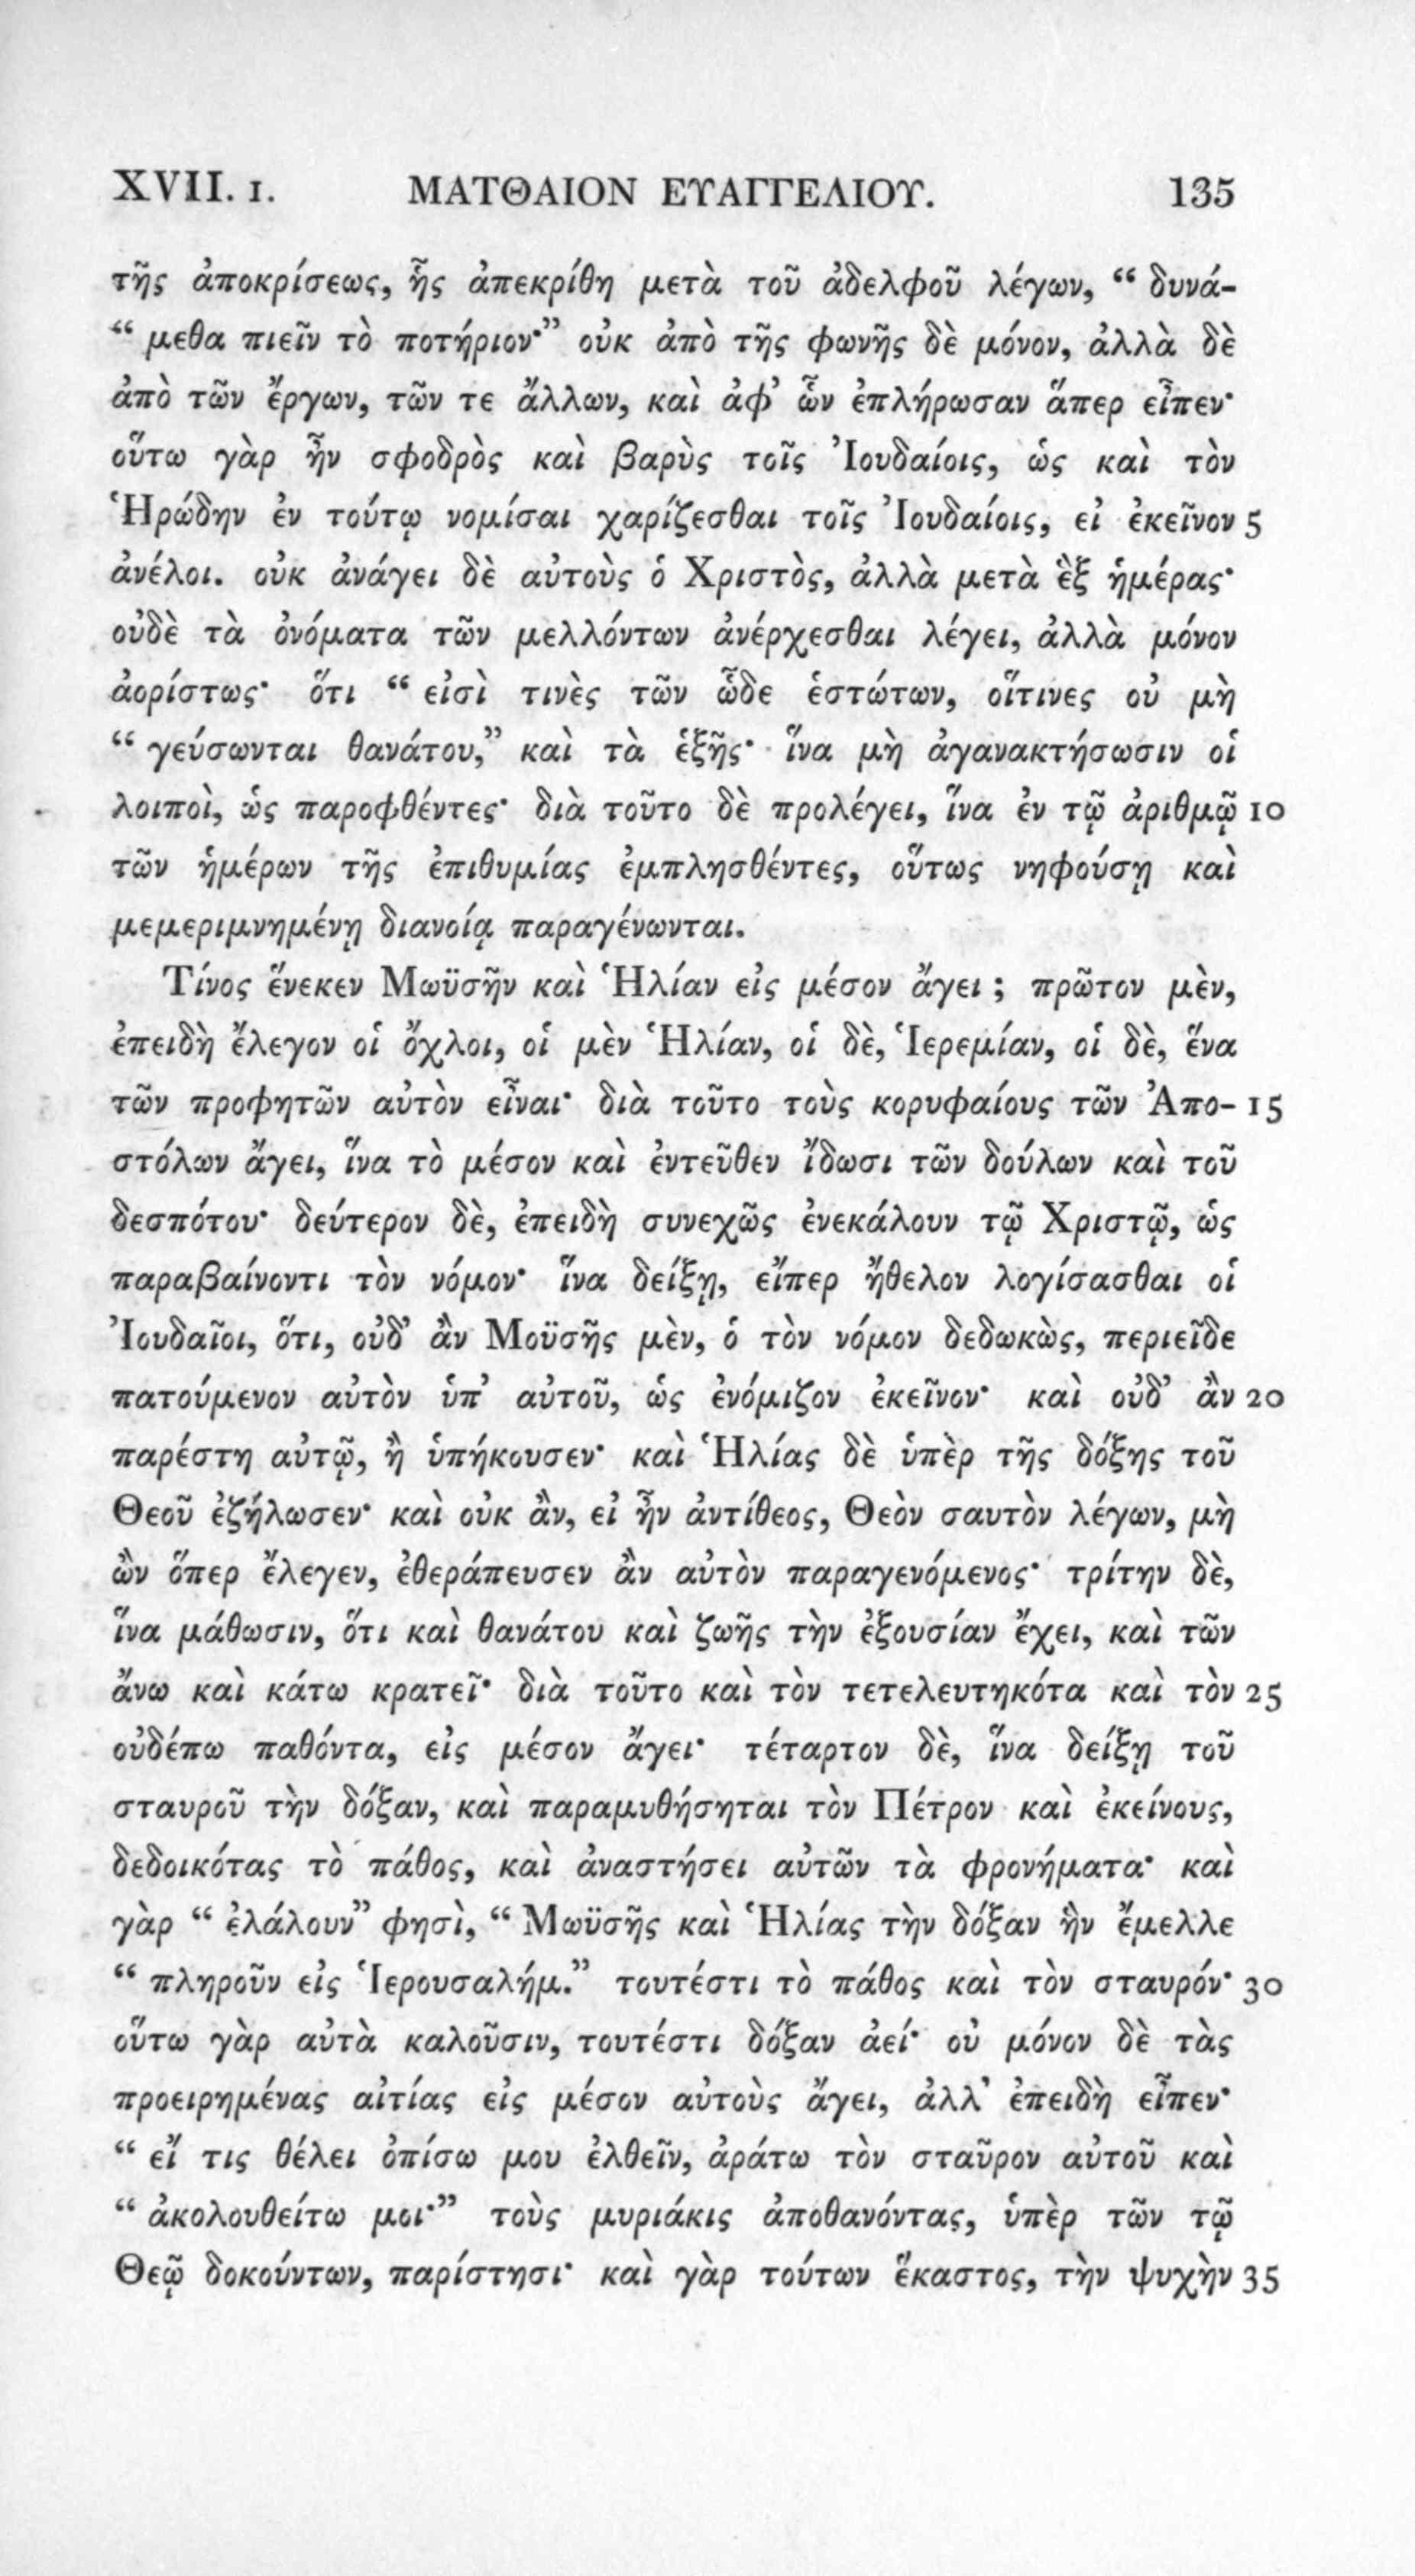 XVII. 1. ΜΑΤΘΑΙΟΝ ΕΥΑΓΓΕΛΙΟΥ. 135
τῆς ἀποκρίσεως, ἧς ἀπεκρίθη μετὰ τοῦ ἀδελφοῦ λέγων, “ δυνά-
“ μεθα πιεῖν τὸ ποτήριον·” οὐκ ἀπὸ τῆς φωνῆς δὲ μόνον, ἀλλὰ δὲ
ἀπὸ τῶν ἔργων, τῶν τε ἄλλων, καὶ ἀφ’ ὧν ἐπλήρωσαν ἅπερ εἶπεν·
οὕτω γὰρ ἦν σφοδρὸς καὶ βαρὺς τοῖς Ἰουδαίοις, ὡς καὶ τὸν
Ἡρώδην ἐν τούτῳ νομίσαι χαρίζεσθαι τοῖς Ἰουδαίοις, εἰ ἐκεῖνον 5
ἀνέλοι. οὐκ ἀνάγει δὲ αὐτοὺς ὁ Χριστὸς, ἀλλὰ μετὰ ἓξ ἡμέρας·
οὐδὲ τὰ ὀνόματα τῶν μελλόντων ἀνέρχεσθαι λέγει, ἀλλὰ μόνον
ἀορίστως· ὅτι “ εἰσὶ τινὲς τῶν ὧδε ἑστώτων, οἵτινες οὐ μὴ
“ γεύσωνται θανάτου,” καὶ τὰ ἑξῆς· ἵνα μὴ ἀγανακτήσωσιν οἱ
λοιποὶ, ὡς παροφθέντες· διὰ τοῦτο δὲ προλέγει, ἵνα ἐν τῷ ἀριθμῷ 10
τῶν ἡμέρων τῆς ἐπιθυμίας ἐμπλησθέντες, οὕτως νηφούσῃ καὶ
μεμεριμνημένῃ διανοίᾳ παραγένωνται.
Τίνος ἕνεκεν Μωϋσῆν καὶ Ἡλίαν εἰς μέσον ἄγει ; πρῶτον μὲν,
ἐπειδὴ ἔλεγον οἱ ὄχλοι, οἱ μὲν Ἡλίαν, οἱ δὲ, Ἱερεμίαν, οἱ δὲ, ἕνα
τῶν προφητῶν αὐτὸν εἶναι· διὰ τοῦτο τοὺς κορυφαίους τῶν Ἀπο- 15
στόλων ἄγει, ἵνα τὸ μέσον καὶ ἐντεῦθεν ἴδωσι τῶν δούλων καὶ τοῦ
δεσπότου· δεύτερον δὲ, ἐπειδὴ συνεχῶς ἐνεκάλουν τῷ Χριστῷ, ὡς
παραβαίνοντι τὸν νόμον· ἵνα δείξῃ, εἴπερ ἤθελον λογίσασθαι οἱ
Ἰουδαῖοι, ὅτι, οὐδ’ ἂν Μοϋσῆς μὲν, ὁ τὸν νόμον δεδωκὼς, περιεῖδε
πατούμενον αὐτὸν ὑπ’ αὐτοῦ, ὡς ἐνόμιζον ἐκεῖνον· καὶ οὐδ’ ἂν 20
παρέστη αὐτῷ, ἢ ὑπήκουσεν· καὶ Ἡλίας δὲ ὑπὲρ τῆς δόξης τοῦ
Θεοῦ ἐζήλωσεν· καὶ οὐκ ἂν, εἰ ἦν ἀντίθεος, Θεὸν σαυτὸν λέγων, μὴ
ὢν ὅπερ ἔλεγεν, ἐθεράπευσεν ἂν αὐτὸν παραγενόμενος· τρίτην δὲ,
ἵνα μάθωσιν, ὅτι καὶ θανάτου καὶ ζωῆς τὴν ἐξουσίαν ἔχει, καὶ τῶν
ἄνω καὶ κάτω κρατεῖ· διὰ τοῦτο καὶ τὸν τετελευτηκότα καὶ τὸν 25
οὐδέπω παθόντα, εἰς μέσον ἄγει· τέταρτον δὲ, ἵνα δείξῃ τοῦ
σταυροῦ τὴν δόξαν, καὶ παραμυθήσηται τὸν Πέτρον καὶ ἐκείνους,
δεδοικότας τὸ πάθος, καὶ ἀναστήσει αὐτῶν τὰ φρονήματα· καὶ
γὰρ “ ἐλάλουν” φησὶ, “ Μωϋσῆς καὶ Ἡλίας τὴν δόξαν ἣν ἔμελλε
“ πληροῦν εἰς Ἱερουσαλήμ.” τουτέστι τὸ πάθος καὶ τὸν σταυρόν· 30
οὕτω γὰρ αὐτὰ καλοῦσιν, τουτέστι δόξαν ἀεί· οὐ μόνον δὲ τὰς
προειρημένας αἰτίας εἰς μέσον αὐτοὺς ἄγει, ἀλλ’ ἐπειδὴ εἶπεν·
“ εἴ τις θέλει ὀπίσω μου ἐλθεῖν, ἀράτω τὸν σταῦρον αὐτοῦ καὶ
“ ἀκολουθείτω μοι·” τοὺς μυριάκις ἀποθανόντας, ὑπὲρ τῶν τῷ
Θεῷ δοκούντων, παρίστησι· καὶ γὰρ τούτων ἕκαστος, τὴν ψυχὴν 35